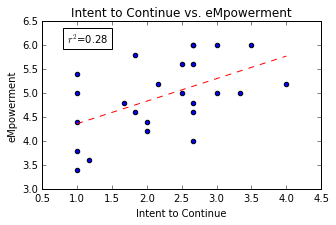 Intent to Continue vs. eMpowerment
6.5
6.0
5.5
5.0
4.5
4.0
3.5
3.0
r²=0.28
eMpowerment
0.5 1.0 1.5 2.0 2.5 3.0 3.5 4.0 4.5
Intent to Continue